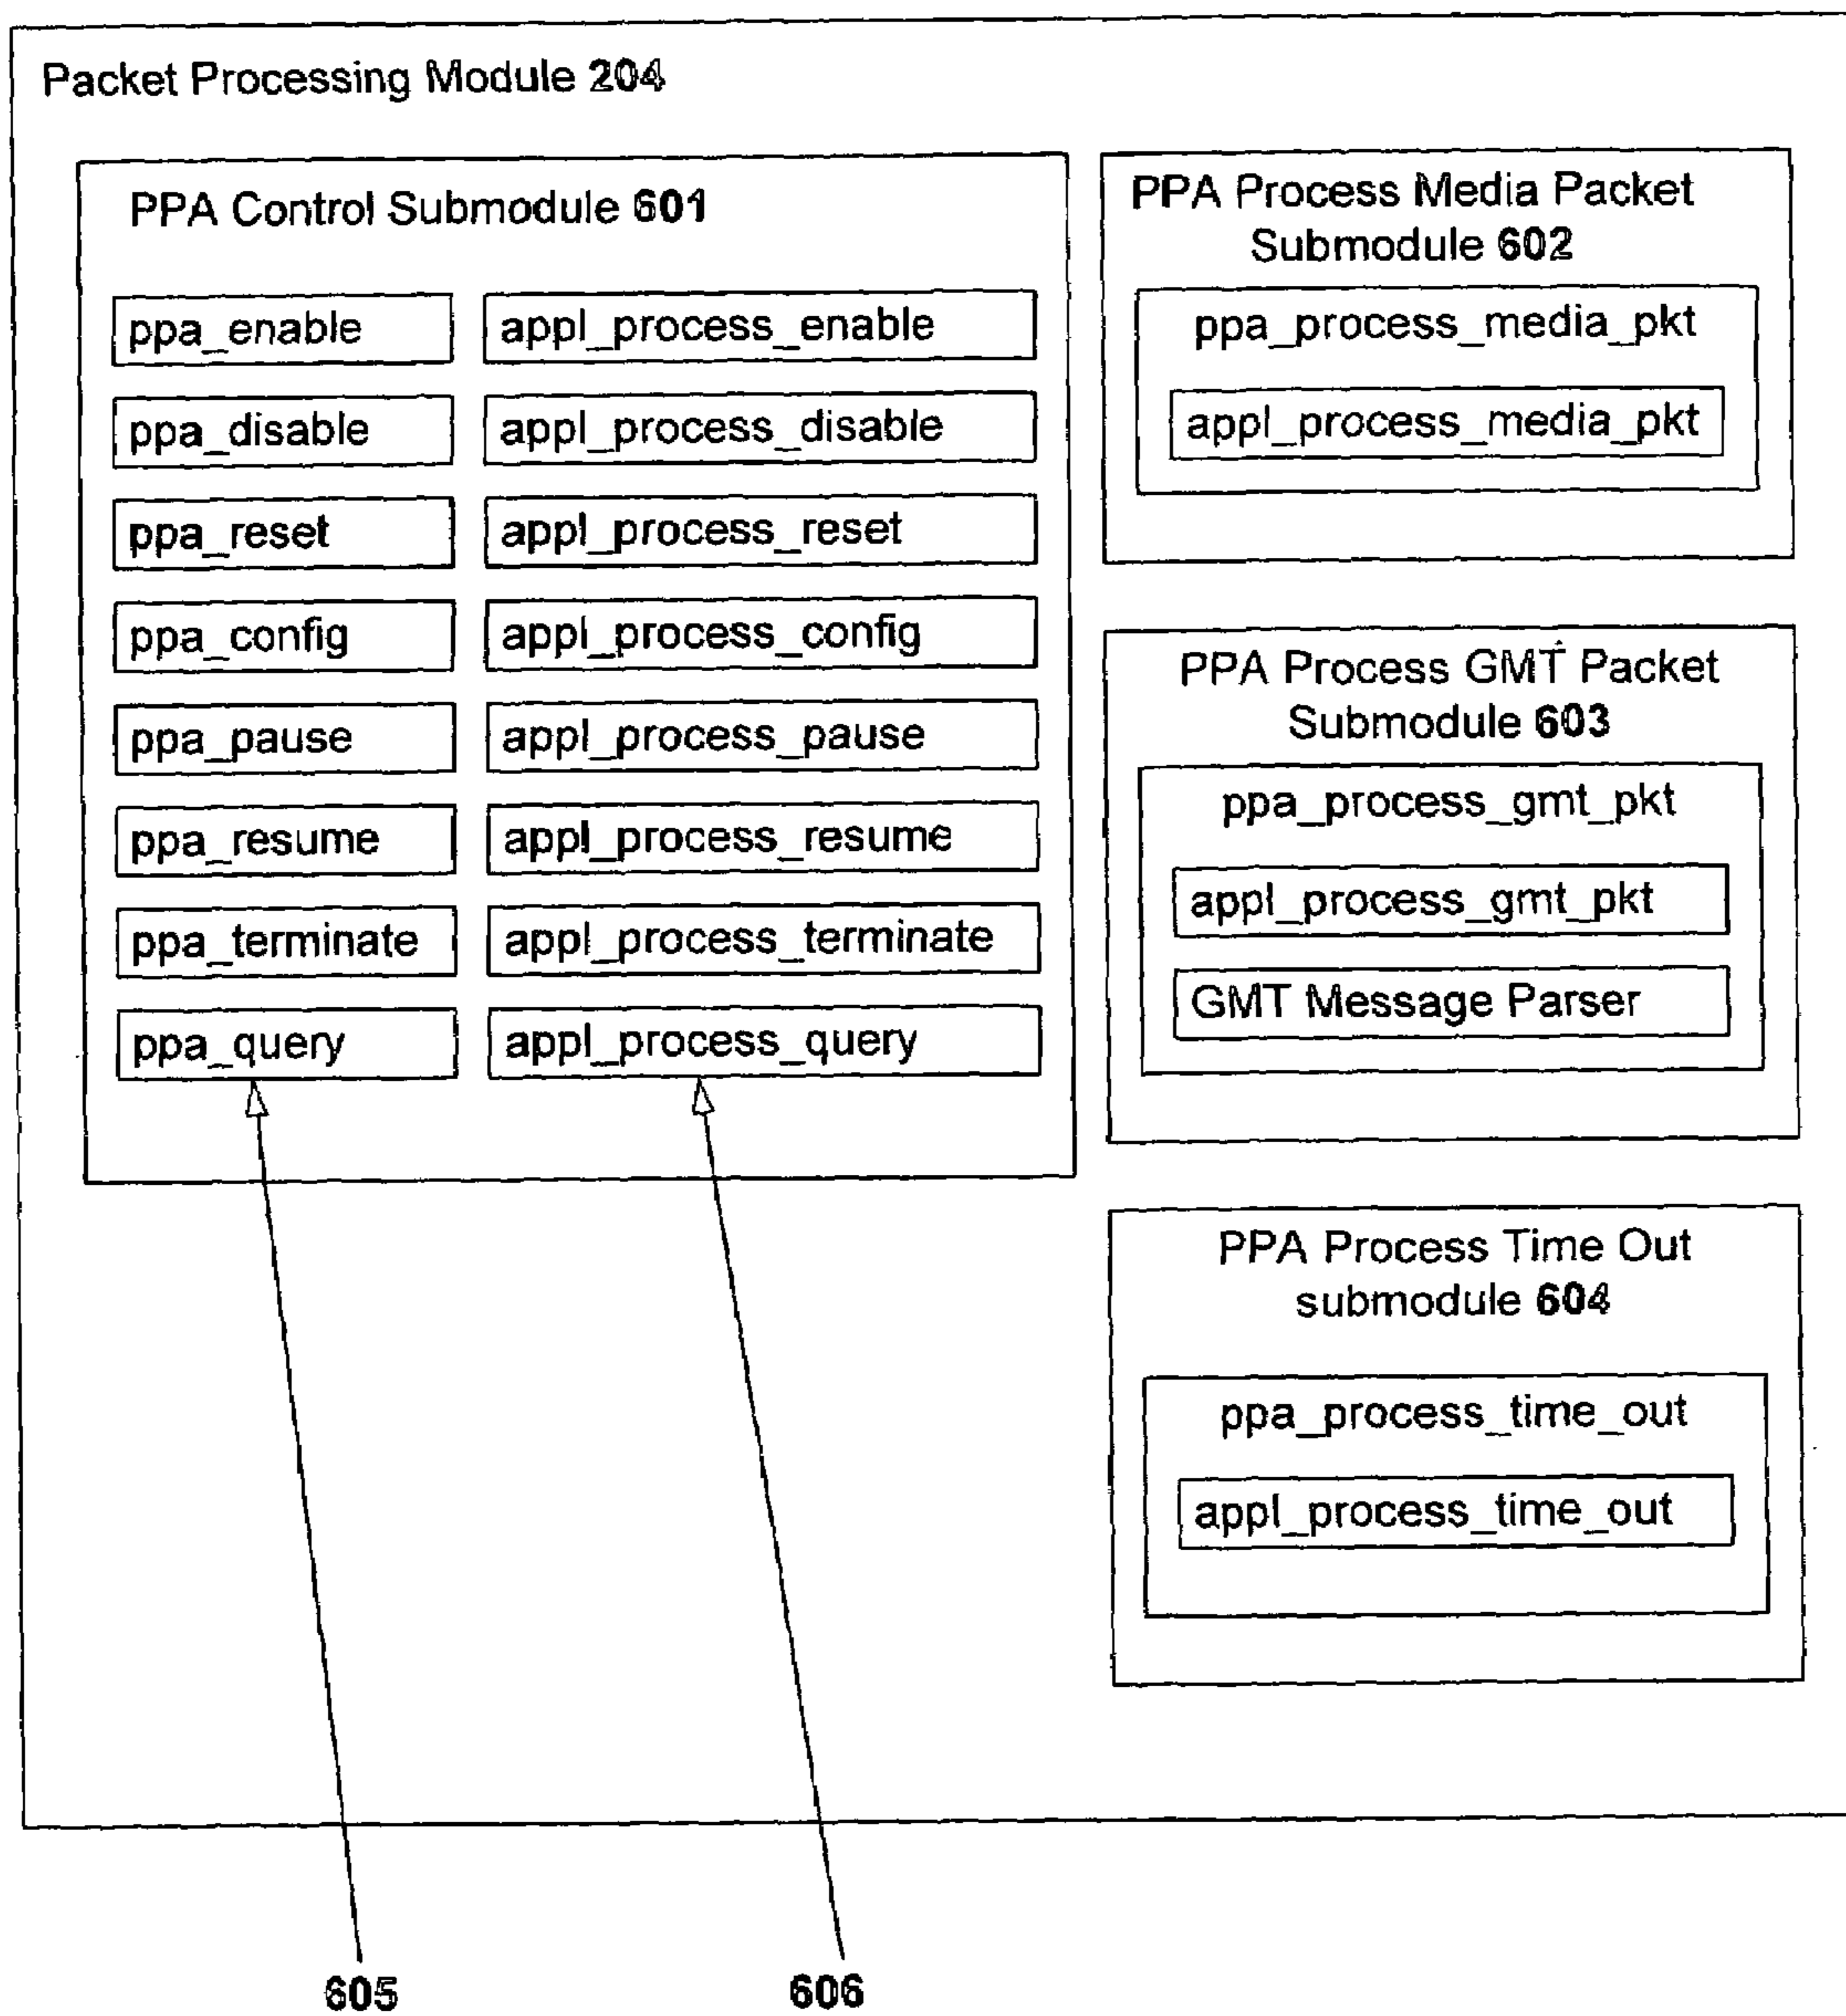 Packet Processing Module 204
PPA Control Submodule 601
ppa_enable
appl_process_enable
ppa_disable
appl_process_disable
ppa_reset
appl_process_reset
ppa_config
appl_process_config
ppa_pause
appl_process_pause
ppa_resume
appl_process_resume
ppa_terminate
appl_process_terminate
ppa_query
appl_process_query
PPA Process Media Packet
Submodule 602
ppa_process_media_pkt
appl_process_media_pkt
PPA Process GMT Packet
Submodule 603
ppa_process_gmt_pkt
appl_process_gmt_pkt
GMT Message Parser
PPA Process Time Out
submodule 604
ppa_process_time_out
appl_process_time_out
605
606